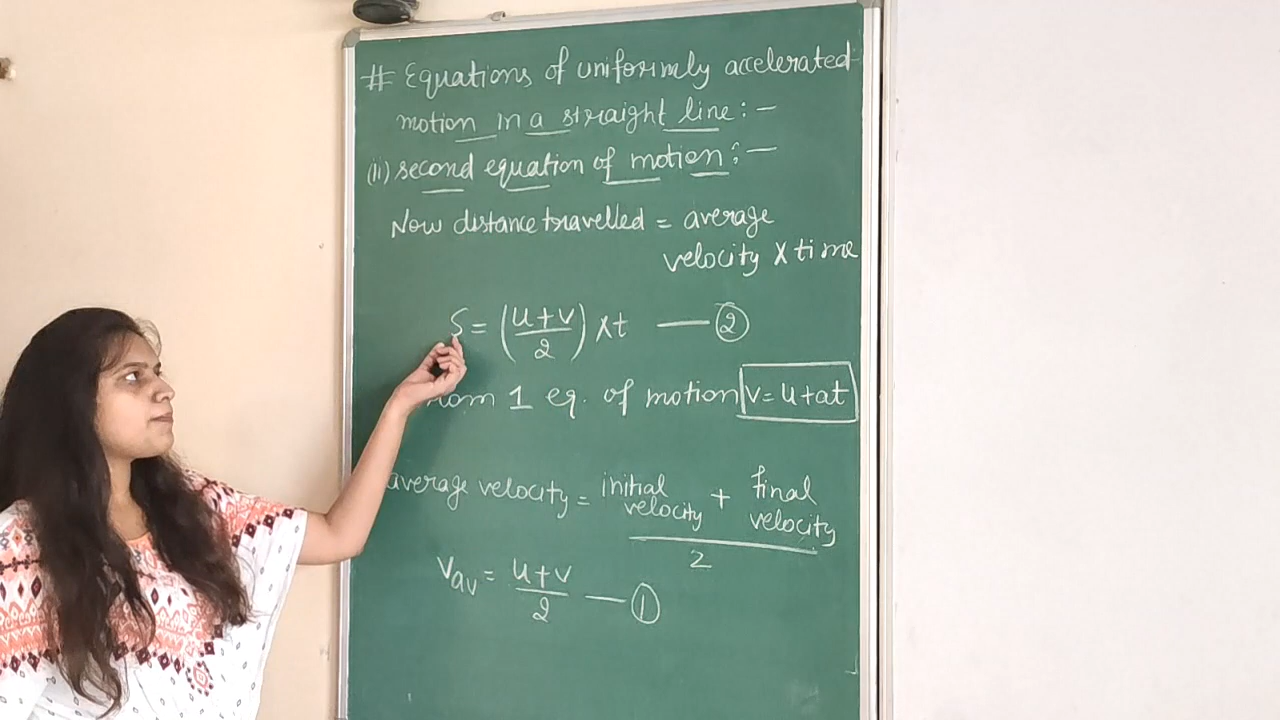 # Equations of uniformly accelerated
motion in a straight line : —
(ii) second equation of motion : —
Now distance travelled = average
velocity X time
S = (u+v/2) X t — ②
rom 1 eq. of motion v = u+at
average velocity = initial velocity + final velocity
2
Vav = u+v/2 — ①